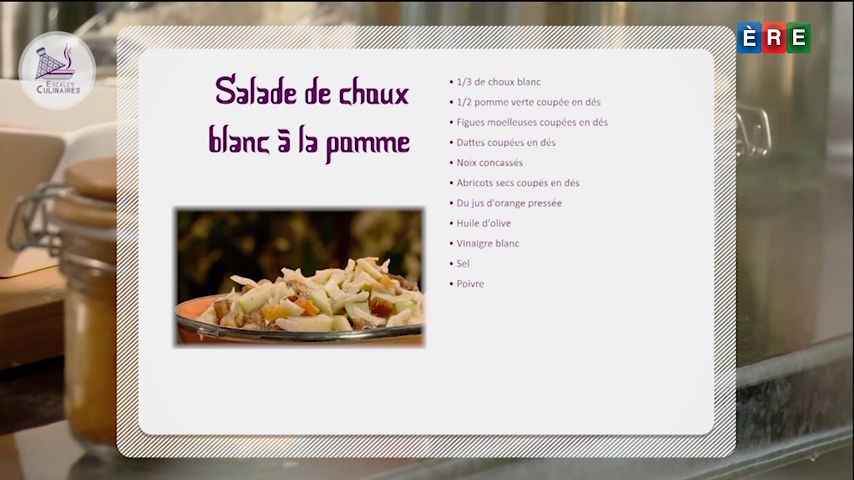 ESCALES
CULINAIRES
ÈRE
Salade de choux
blanc à la pomme
• 1/3 de choux blanc
• 1/2 pomme verte coupée en dés
• Figues moelleuses coupées en dés
• Dattes coupées en dés
• Noix concassés
• Abricots secs coupés en dés
• Du jus d'orange pressée
• Huile d'olive
• Vinaigre blanc
• Sel
• Poivre